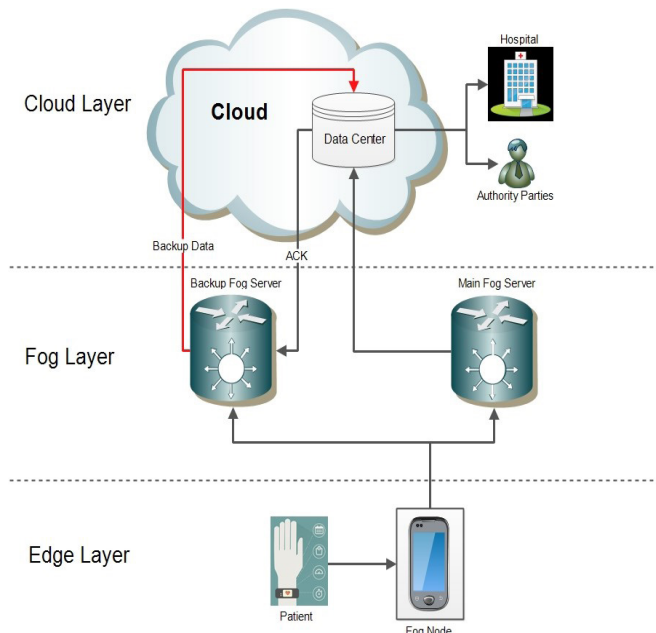 Hospital
Cloud Layer
Cloud
Data Center
Authority Parties
Backup Data
ACK
Backup Fog Server
Main Fog Server
Fog Layer
Edge Layer
Patient
Fog Node